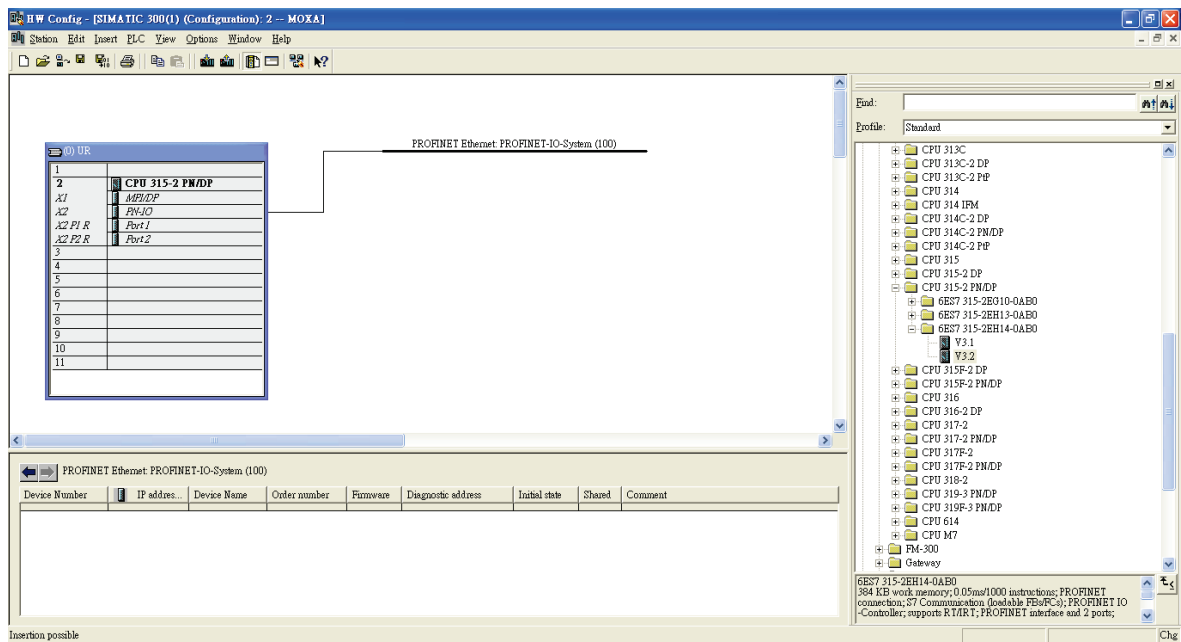 HW Config - [SIMATIC 300(1) (Configuration): 2 -- MOXA]
Station Edit Insert PLC View Options Window Help
PROFINET Ethernet: PROFINET-IO-System (100)
(0) UR
1
2 CPU 315-2 PN/DP
X1 MPI/DP
X2 PN-IO
X2 P1 R Port 1
X2 P2 R Port 2
3
4
5
6
7
8
9
10
11
Find:
Profile: Standard
CPU 313C
CPU 313C-2 DP
CPU 313C-2 PtP
CPU 314
CPU 314 IFM
CPU 314C-2 DP
CPU 314C-2 PN/DP
CPU 314C-2 PtP
CPU 315
CPU 315-2 DP
CPU 315-2 PN/DP
6ES7 315-2EG10-0AB0
6ES7 315-2EH13-0AB0
6ES7 315-2EH14-0AB0
V3.1
V3.2
CPU 315F-2 DP
CPU 315F-2 PN/DP
CPU 316
CPU 316-2 DP
CPU 317-2
CPU 317-2 PN/DP
CPU 317F-2
CPU 317F-2 PN/DP
CPU 318-2
CPU 319-3 PN/DP
CPU 319F-3 PN/DP
CPU 614
CPU M7
FM-300
Gateway
PROFINET Ethernet: PROFINET-IO-System (100)
Device Number IP addres... Device Name Order number Firmware Diagnostic address Initial state Shared Comment
6ES7 315-2EH14-0AB0
384 KB work memory; 0.05ms/1000 instructions; PROFINET
connection; S7 Communication (loadable FBs/FCs); PROFINET IO
-Controller; supports RT/IRT; PROFINET interface and 2 ports;
Insertion possible
Chg